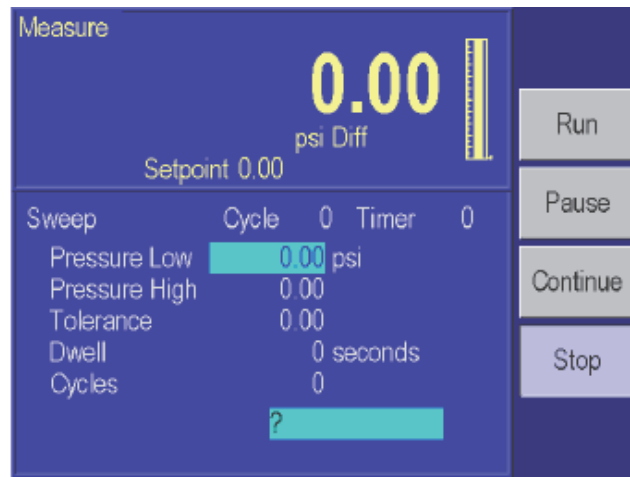 Measure
0.00
psi Diff
Setpoint 0.00
Sweep Cycle 0 Timer 0
Pressure Low 0.00 psi
Pressure High 0.00
Tolerance 0.00
Dwell 0 seconds
Cycles 0
?
Run
Pause
Continue
Stop